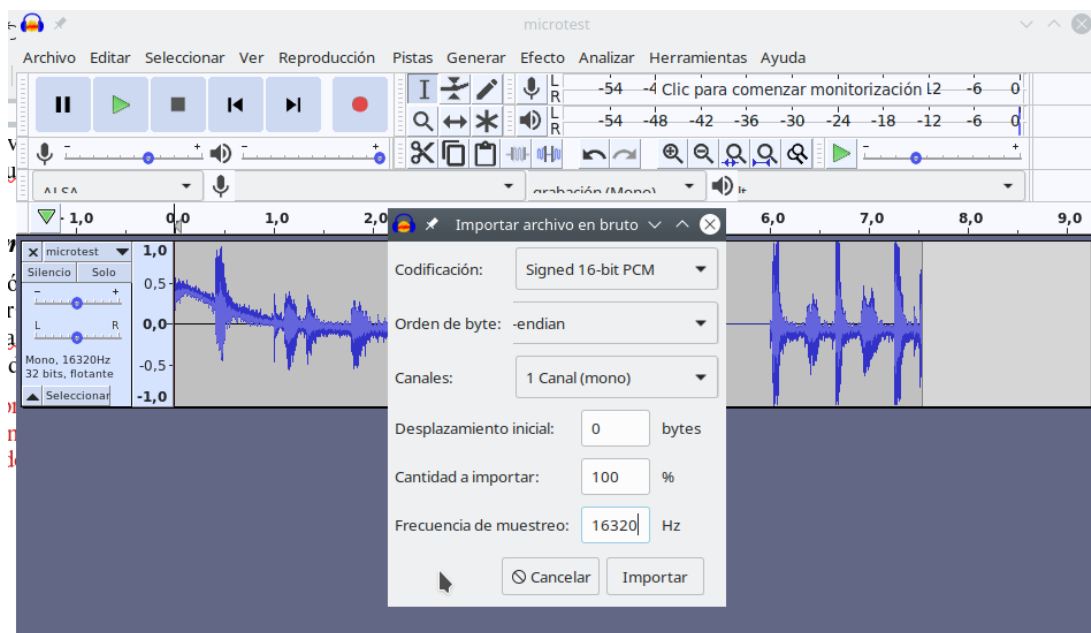 microtest
Archivo Editar Seleccionar Ver Reproducción Pistas Generar Efecto Analizar Herramientas Ayuda
L
R
-54 -4 Clic para comenzar monitorización L2 -6 0
L
R
-54 -48 -42 -36 -30 -24 -18 -12 -6 0
- +
- +
- +
ALSA
grabación (Mono)
1,0 0,0 1,0 2,0 6,0 7,0 8,0 9,0
Importar archivo en bruto
microtest
Silencio Solo
- +
L R
Mono, 16320Hz
32 bits, flotante
Seleccionar
1,0
0,5
0,0
-0,5
-1,0
Codificación: Signed 16-bit PCM
Orden de byte: -endian
Canales: 1 Canal (mono)
Desplazamiento inicial: 0 bytes
Cantidad a importar: 100 %
Frecuencia de muestreo: 16320 Hz
Cancelar Importar